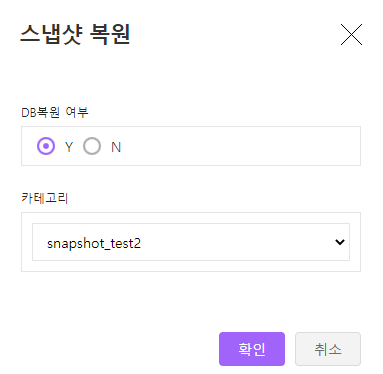 스냅샷 복원
DB복원 여부
Y N
카테고리
snapshot_test2
확인 취소